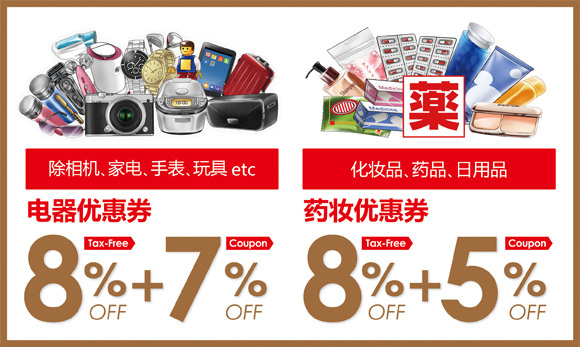 薬
除相机、家电、手表、玩具 etc
电器优惠券
8% OFF Tax-Free + 7% OFF Coupon
化妆品、药品、日用品
药妆优惠券
8% OFF Tax-Free + 5% OFF Coupon